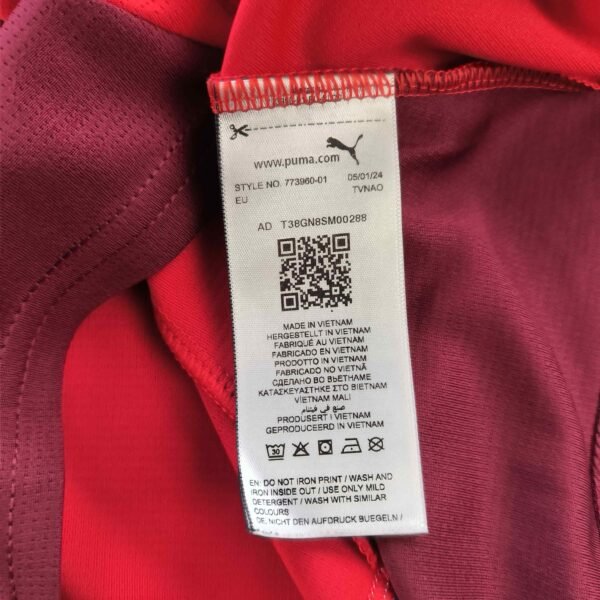 www.puma.com
STYLE NO. 773960-01 05/01/24
EU TVNAO
AD T38GN8SM00288
MADE IN VIETNAM
HERGESTELLT IN VIETNAM
FABRIQUÉ AU VIETNAM
FABRICADO EN VIETNAM
PRODOTTO IN VIETNAM
FABRICADO NO VIETNÃ
СДЕЛАНО ВО ВЬЕТНАМЕ
ΚΑΤΑΣΚΕΥΑΣΤΗΚΕ ΣΤΟ ΒΙΕΤΝΑΜ
VİETNAM MALI
صنع في فيتنام
PRODUSERT I VIETNAM
GEPRODUCEERD IN VIETNAM
30
EN: DO NOT IRON PRINT / WASH AND
IRON INSIDE OUT / USE ONLY MILD
DETERGENT / WASH WITH SIMILAR
COLOURS
DE: NICHT DEN AUFDRUCK BUEGELN /